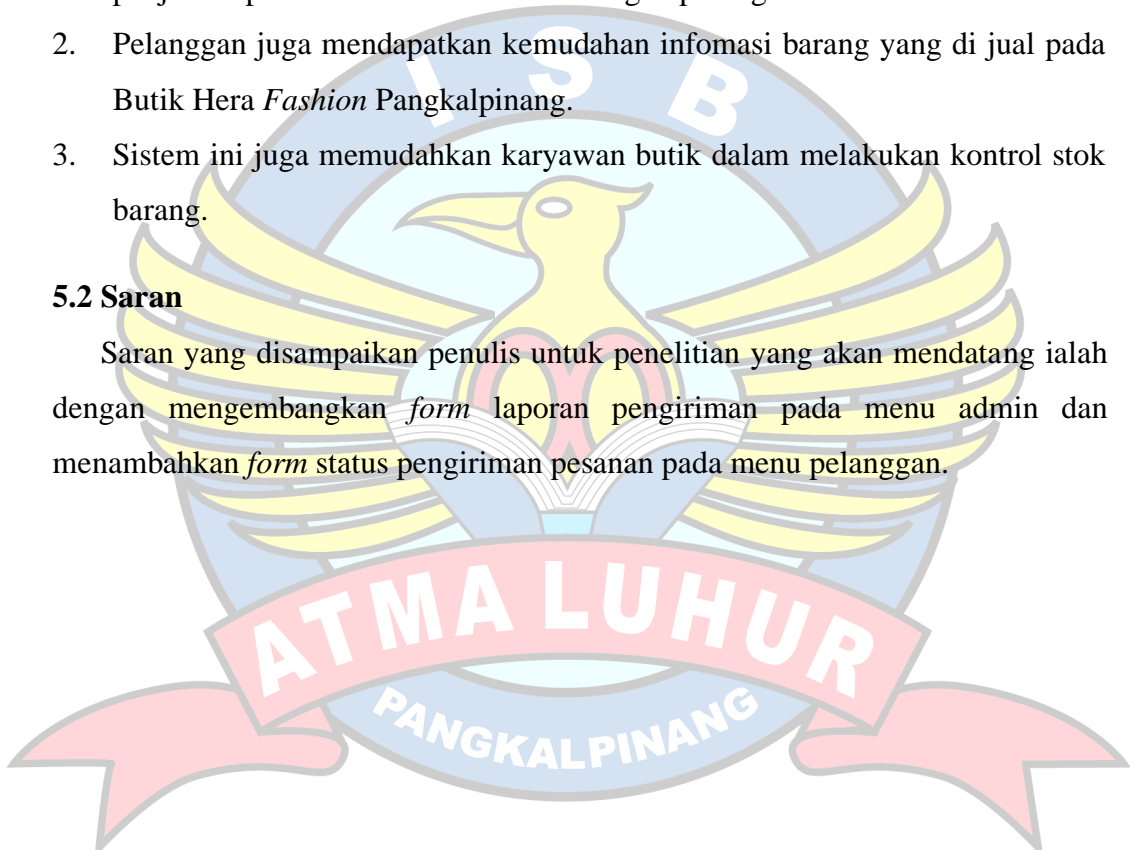 2. Pelanggan juga mendapatkan kemudahan infomasi barang yang di jual pada
Butik Hera Fashion Pangkalpinang.
3. Sistem ini juga memudahkan karyawan butik dalam melakukan kontrol stok
barang.
5.2 Saran
Saran yang disampaikan penulis untuk penelitian yang akan mendatang ialah
dengan mengembangkan form laporan pengiriman pada menu admin dan
menambahkan form status pengiriman pesanan pada menu pelanggan.
I S B
ATMA LUHUR
PANGKALPINANG